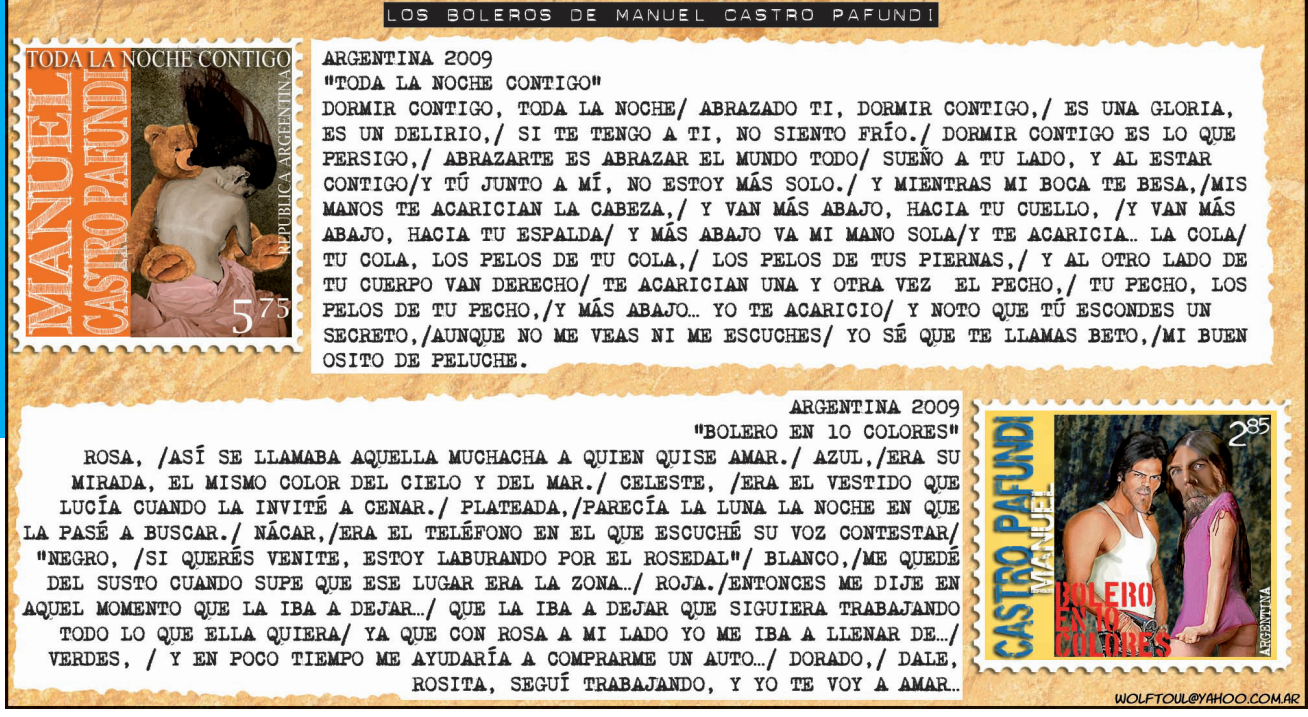 LOS BOLEROS DE MANUEL CASTRO PAFUNDI
TODA LA NOCHE CONTIGO
MANUEL
CASTRO PAFUNDI
REPUBLICA ARGEENTINA
5 75
ARGENTINA 2009
"TODA LA NOCHE CONTIGO"
DORMIR CONTIGO, TODA LA NOCHE/ ABRAZADO TI, DORMIR CONTIGO,/ ES UNA GLORIA,
ES UN DELIRIO,/ SI TE TENGO A TI, NO SIENTO FRÍO./ DORMIR CONTIGO ES LO QUE
PERSIGO,/ ABRAZARTE ES ABRAZAR EL MUNDO TODO/ SUEÑO A TU LADO, Y AL ESTAR
CONTIGO/Y TÚ JUNTO A MÍ, NO ESTOY MÁS SOLO./ Y MIENTRAS MI BOCA TE BESA,/MIS
MANOS TE ACARICIAN LA CABEZA,/ Y VAN MÁS ABAJO, HACIA TU CUELLO, /Y VAN MÁS
ABAJO, HACIA TU ESPALDA/ Y MÁS ABAJO VA MI MANO SOLA/Y TE ACARICIA… LA COLA/
TU COLA, LOS PELOS DE TU COLA,/ LOS PELOS DE TUS PIERNAS,/ Y AL OTRO LADO DE
TU CUERPO VAN DERECHO/ TE ACARICIAN UNA Y OTRA VEZ EL PECHO,/ TU PECHO, LOS
PELOS DE TU PECHO,/Y MÁS ABAJO… YO TE ACARICIO/ Y NOTO QUE TÚ ESCONDES UN
SECRETO,/AUNQUE NO ME VEAS NI ME ESCUCHES/ YO SÉ QUE TE LLAMAS BETO,/MI BUEN
OSITO DE PELUCHE.
ARGENTINA 2009
"BOLERO EN 10 COLORES"
ROSA, /ASÍ SE LLAMABA AQUELLA MUCHACHA A QUIEN QUISE AMAR./ AZUL,/ERA SU
MIRADA, EL MISMO COLOR DEL CIELO Y DEL MAR./ CELESTE, /ERA EL VESTIDO QUE
LUCÍA CUANDO LA INVITÉ A CENAR./ PLATEADA,/PARECÍA LA LUNA LA NOCHE EN QUE
LA PASÉ A BUSCAR./ NÁCAR,/ERA EL TELÉFONO EN EL QUE ESCUCHÉ SU VOZ CONTESTAR/
"NEGRO, /SI QUERÉS VENITE, ESTOY LABURANDO POR EL ROSEDAL"/ BLANCO,/ME QUEDÉ
DEL SUSTO CUANDO SUPE QUE ESE LUGAR ERA LA ZONA…/ ROJA./ENTONCES ME DIJE EN
AQUEL MOMENTO QUE LA IBA A DEJAR…/ QUE LA IBA A DEJAR QUE SIGUIERA TRABAJANDO
TODO LO QUE ELLA QUIERA/ YA QUE CON ROSA A MI LADO YO ME IBA A LLENAR DE…/
VERDES, / Y EN POCO TIEMPO ME AYUDARÍA A COMPRARME UN AUTO…/ DORADO,/ DALE,
ROSITA, SEGUÍ TRABAJANDO, Y YO TE VOY A AMAR…
CASTRO PAFUNDI
MANUEL
2 85
BOLERO
EN 10
COLORES
ARGENTINA
WOLFTOUL@YAHOO.COM.AR